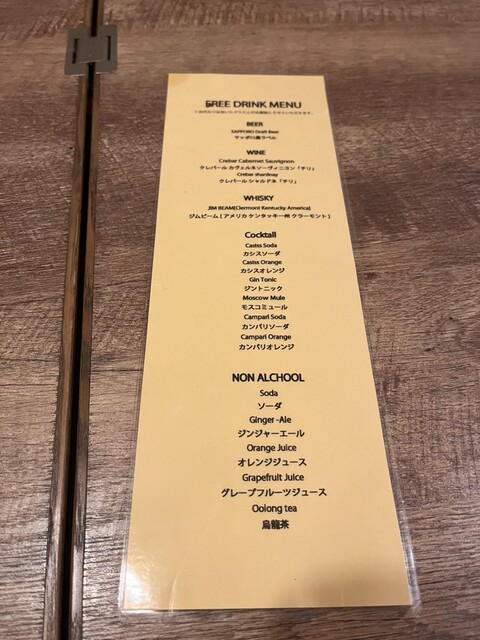 FREE DRINK MENU
BEER
SAPPORO Draft Beer
サッポロ黒ラベル
WINE
Crebar Cabernet Sauvignon
クレパール カヴェルネソーヴィニヨン「チリ」
Crebar shardnay
クレパール シャルドネ「チリ」
WHISKY
JIM BEAM(Clermont Kentucky America)
ジムビーム [ アメリカ ケンタッキー州 クラーモント ]
Cocktall
Casiss Soda
カシスソーダ
Casiss Orange
カシスオレンジ
Gin Tonic
ジントニック
Moscow Mule
モスコミュール
Campari Soda
カンパリソーダ
Campari Orange
カンパリオレンジ
NON ALCHOOL
Soda
ソーダ
Ginger -Ale
ジンジャーエール
Orange Juice
オレンジジュース
Grapefruit Juice
グレープフルーツジュース
Oolong tea
烏龍茶